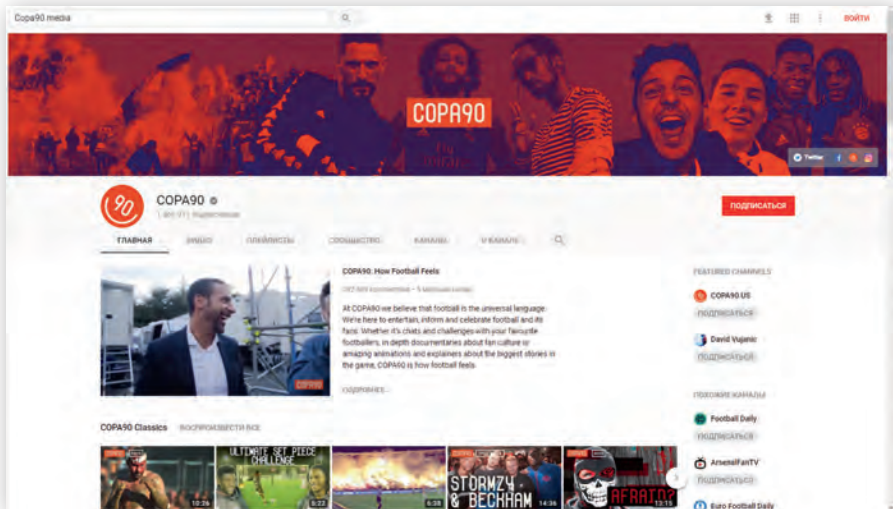 Copa90 media
ВОЙТИ
COPA90
Twitter
90
COPA90
ПОДПИСАТЬСЯ
ГЛАВНАЯ ВИДЕО ПЛЕЙЛИСТЫ СООБЩЕСТВО КАНАЛЫ О КАНАЛЕ
COPA90: How Football Feels
At COPA90 we believe that football is the universal language.
We're here to entertain, inform and celebrate football and its
fans. Whether it's chats and challenges with your favourite
footballers, in depth documentaries about fan culture or
amazing animations and explainers about the biggest stories in
the game, COPA90 is how football feels.
ПОДРОБНЕЕ...
COPA90
FEATURED CHANNELS
COPA90 US
ПОДПИСАТЬСЯ
David Vujanic
ПОДПИСАТЬСЯ
ПОХОЖИЕ КАНАЛЫ
Football Daily
ПОДПИСАТЬСЯ
ArsenalFanTV
ПОДПИСАТЬСЯ
Euro Football Daily
COPA90 Classics ВОСПРОИЗВЕСТИ ВСЕ
10:36
ULTIMATE SET PIECE
CHALLENGE
6:22
6:38
STORMZY
& BECKHAM
14:36
AFRAID?
13:15